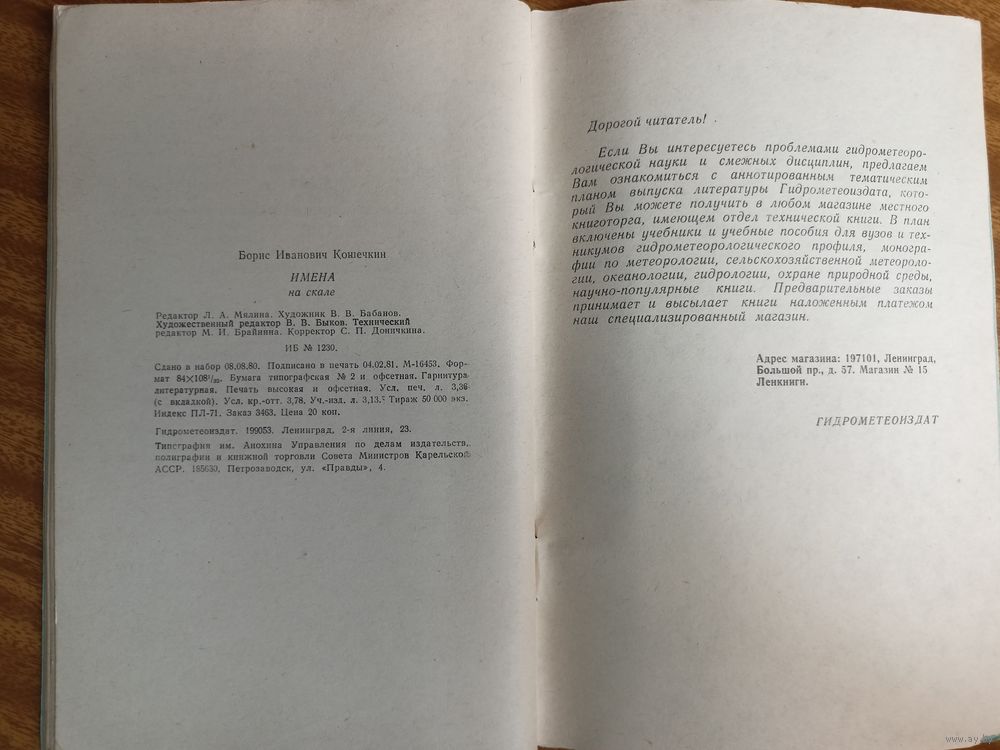 Борис Иванович Кошечкин
ИМЕНА
на скале
Редактор Л. А. Мялина. Художник В. В. Бабанов.
Художественный редактор В. В. Быков. Технический
редактор М. И. Брайнина. Корректор С. П. Доничкина.
ИБ № 1230.
Сдано в набор 08.08.80. Подписано в печать 04.02.81. М-16453. Фор-
мат 84×108¹/₃₂. Бумага типографская № 2 и офсетная. Гарнитура
литературная. Печать высокая и офсетная. Усл. печ. л. 3,36
(с вкладкой). Усл. кр.-отт. 3,78. Уч.-изд. л. 3,13. Тираж 50 000 экз.
Индекс ПЛ-71. Заказ 3463. Цена 20 коп.
Гидрометеоиздат. 199053. Ленинград, 2-я линия, 23.
Типография им. Анохина Управления по делам издательств,
полиграфии и книжной торговли Совета Министров Карельской
АССР. 185630, Петрозаводск, ул. «Правды», 4.
Дорогой читатель!
Если Вы интересуетесь проблемами гидрометеоро-
логической науки и смежных дисциплин, предлагаем
Вам ознакомиться с аннотированным тематическим
планом выпуска литературы Гидрометеоиздата, кото-
рый Вы можете получить в любом магазине местного
книготорга, имеющем отдел технической книги. В план
включены учебники и учебные пособия для вузов и тех-
никумов гидрометеорологического профиля, моногра-
фии по метеорологии, сельскохозяйственной метеороло-
гии, океанологии, гидрологии, охране природной среды,
научно-популярные книги. Предварительные заказы
принимает и высылает книги наложенным платежом
наш специализированный магазин.
Адрес магазина: 197101, Ленинград,
Большой пр., д. 57. Магазин № 15
Ленкниги.
ГИДРОМЕТЕОИЗДАТ